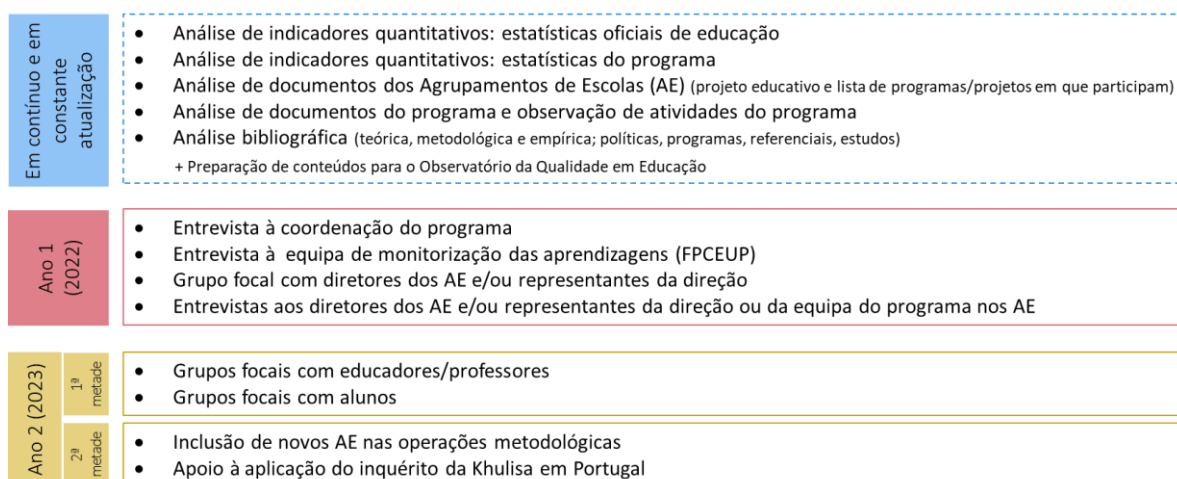 Em contínuo e em
constante
atualização
• Análise de indicadores quantitativos: estatísticas oficiais de educação
• Análise de indicadores quantitativos: estatísticas do programa
• Análise de documentos dos Agrupamentos de Escolas (AE) (projeto educativo e lista de programas/projetos em que participam)
• Análise de documentos do programa e observação de atividades do programa
• Análise bibliográfica (teórica, metodológica e empírica; políticas, programas, referenciais, estudos)
+ Preparação de conteúdos para o Observatório da Qualidade em Educação
Ano 1
(2022)
• Entrevista à coordenação do programa
• Entrevista à equipa de monitorização das aprendizagens (FPCEUP)
• Grupo focal com diretores dos AE e/ou representantes da direção
• Entrevistas aos diretores dos AE e/ou representantes da direção ou da equipa do programa nos AE
Ano 2 (2023)
1ª
metade
• Grupos focais com educadores/professores
• Grupos focais com alunos
2ª
metade
• Inclusão de novos AE nas operações metodológicas
• Apoio à aplicação do inquérito da Khulisa em Portugal